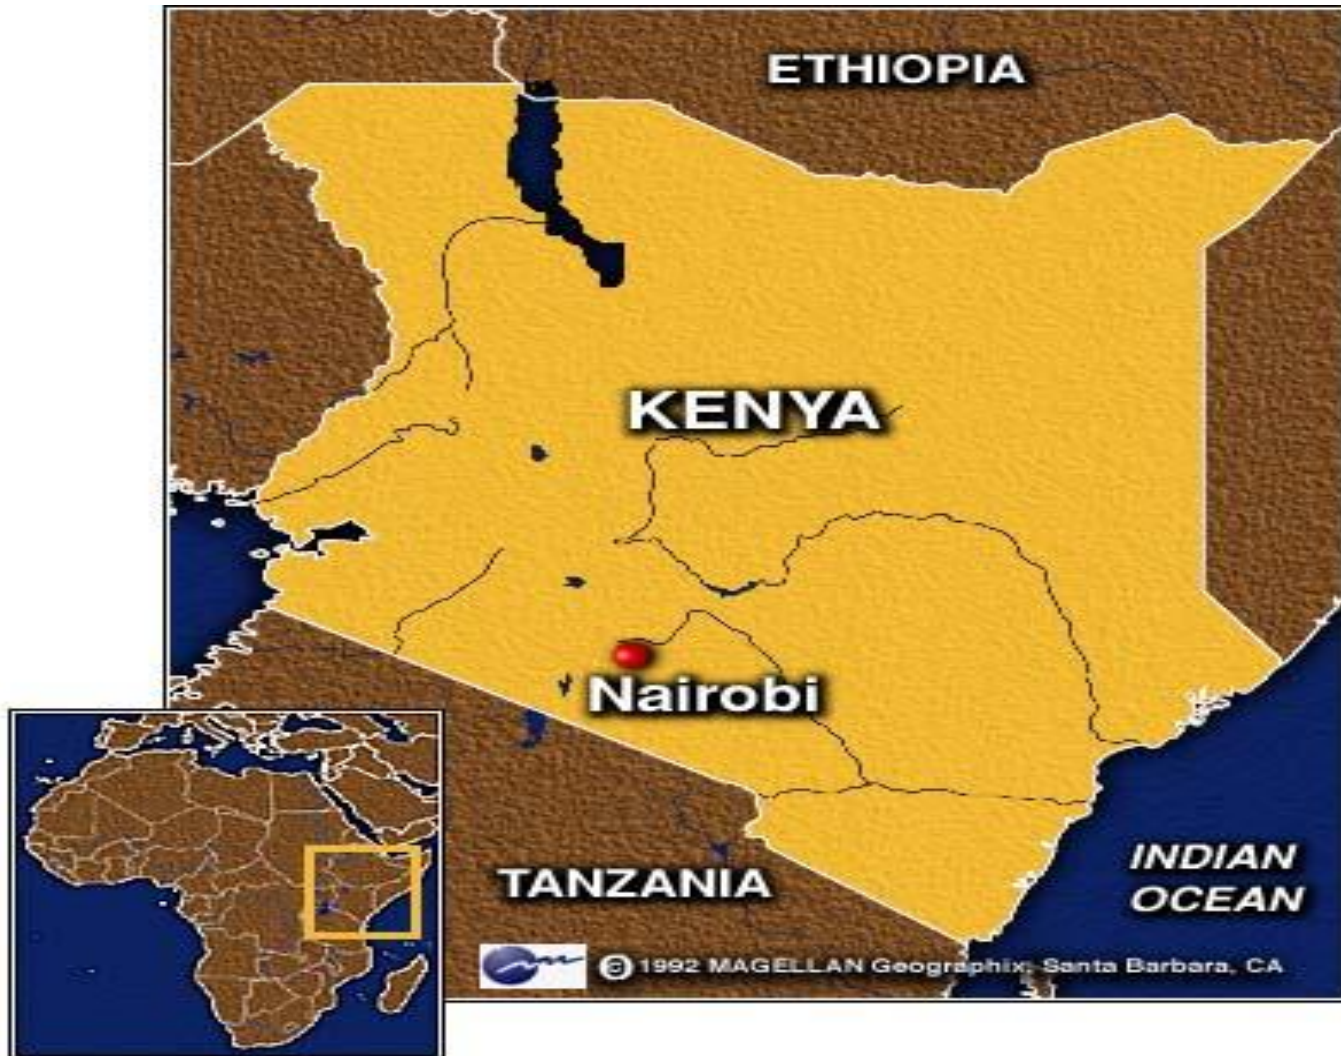 ETHIOPIA
KENYA
Nairobi
TANZANIA
INDIAN
OCEAN
© 1992 MAGELLAN Geographix, Santa Barbara, CA